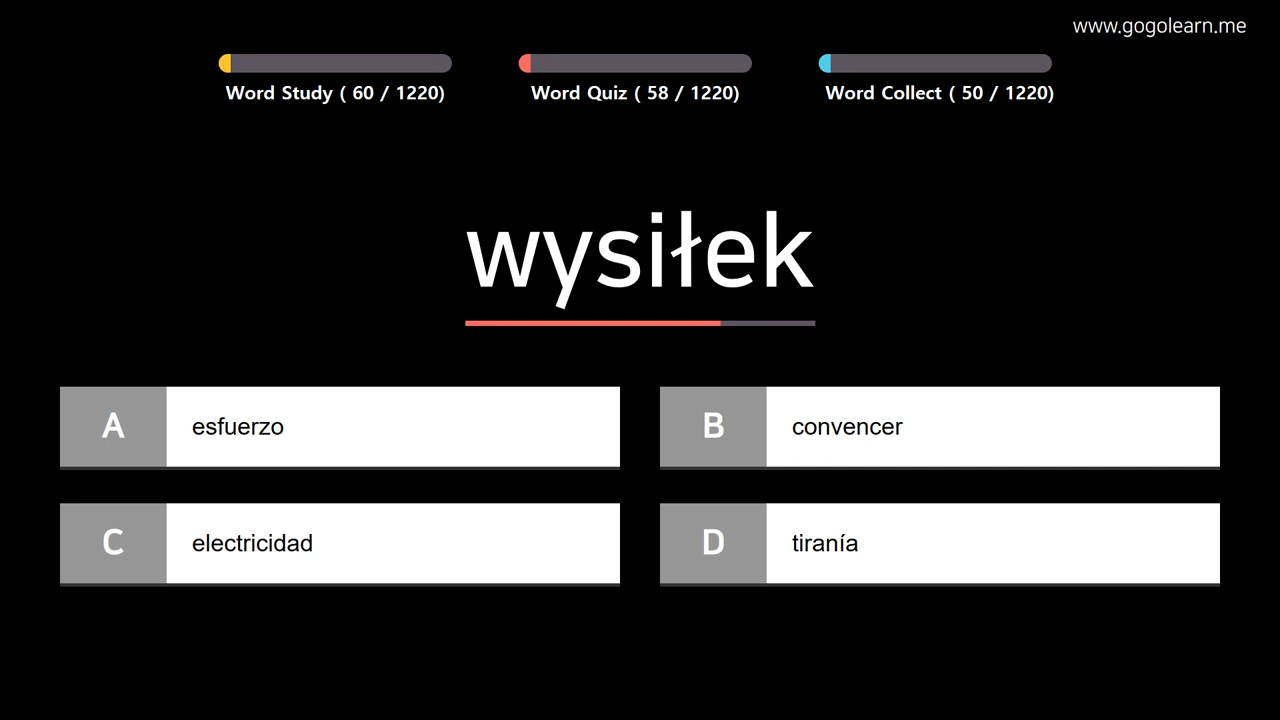 www.gogolearn.me
Word Study ( 60 / 1220)
Word Quiz ( 58 / 1220)
Word Collect ( 50 / 1220)
wysiłek
A esfuerzo
B convencer
C electricidad
D tiranía